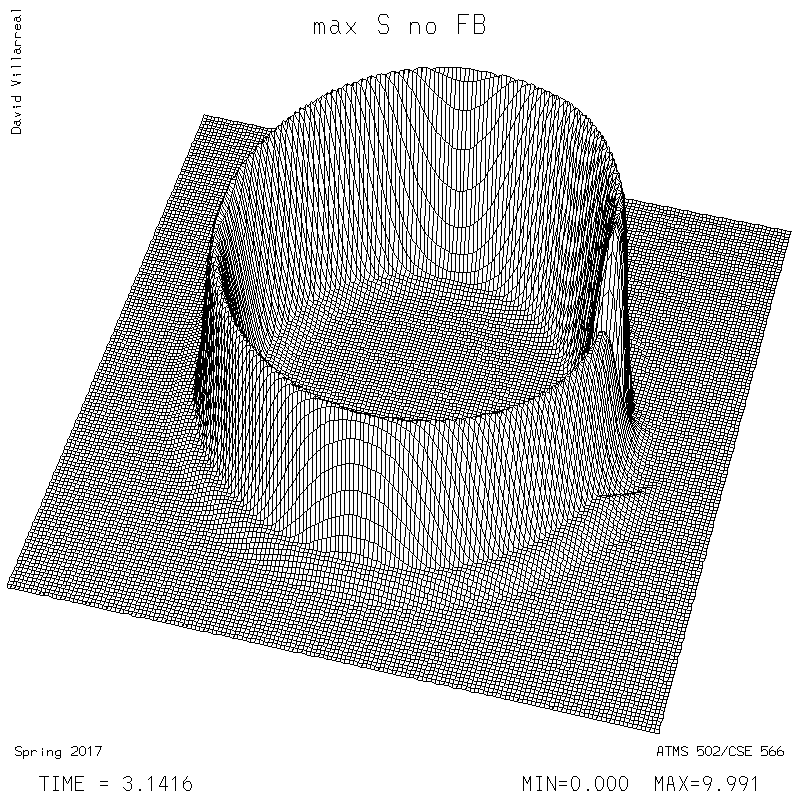 max S no FB
David Villarreal
Spring 2017
ATMS 502/CSE 566
TIME = 3.1416
MIN=0.000 MAX=9.991